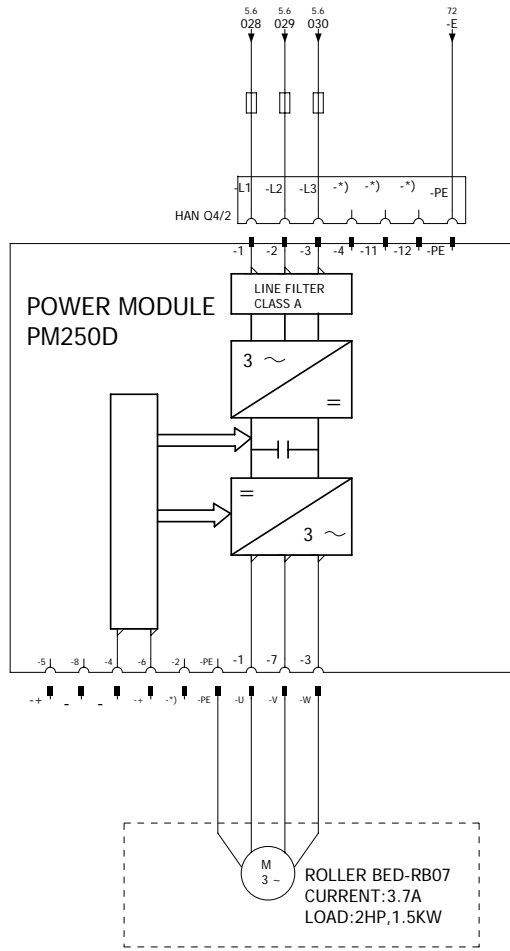 5.6 5.6 5.6 72
028 029 030 -E
-L1 -L2 -L3 -*) -*) -*) -PE
HAN Q4/2
-1 -2 -3 -4 -11 -12 -PE
LINE FILTER
CLASS A
POWER MODULE
PM250D
3 ~
=
=
3 ~
-5 -8 -4 -6 -2 -PE -1 -7 -3
-+ - - -+ -*) -PE -U -V -W
M
3 ~
ROLLER BED-RB07
CURRENT:3.7A
LOAD:2HP,1.5KW